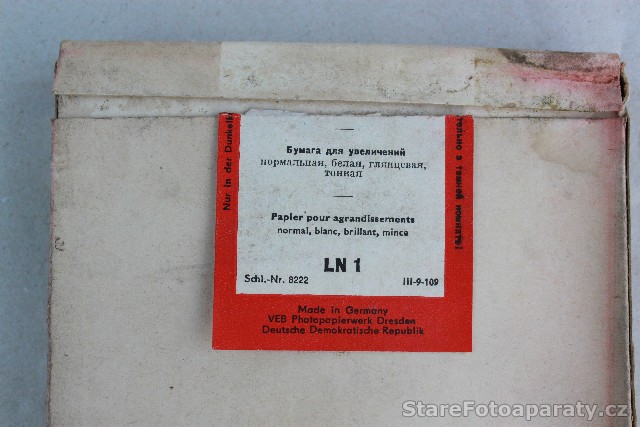 Бумага для увеличений
нормальная, белая, глянцевая,
тонкая
Papier pour agrandissements
normal, blanc, brillant, mince
LN 1
Schl.-Nr. 8222
III-9-109
Made in Germany
VEB Photopapierwerk Dresden
Deutsche Demokratische Republik
Nur in der
в темной комнате!
StareFotoaparaty.cz